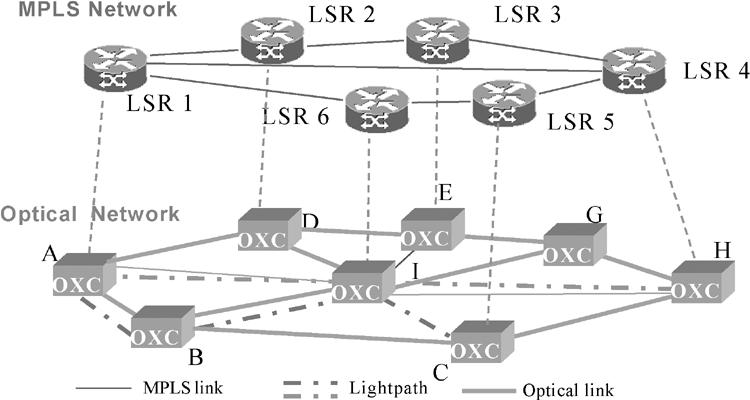 MPLS Network
LSR 2
LSR 3
LSR 1
LSR 4
LSR 6
LSR 5
Optical Network
D
E
G
A
H
OXC
OXC
OXC
I
OXC
OXC
OXC
OXC
B
OXC
C
MPLS link
Lightpath
Optical link